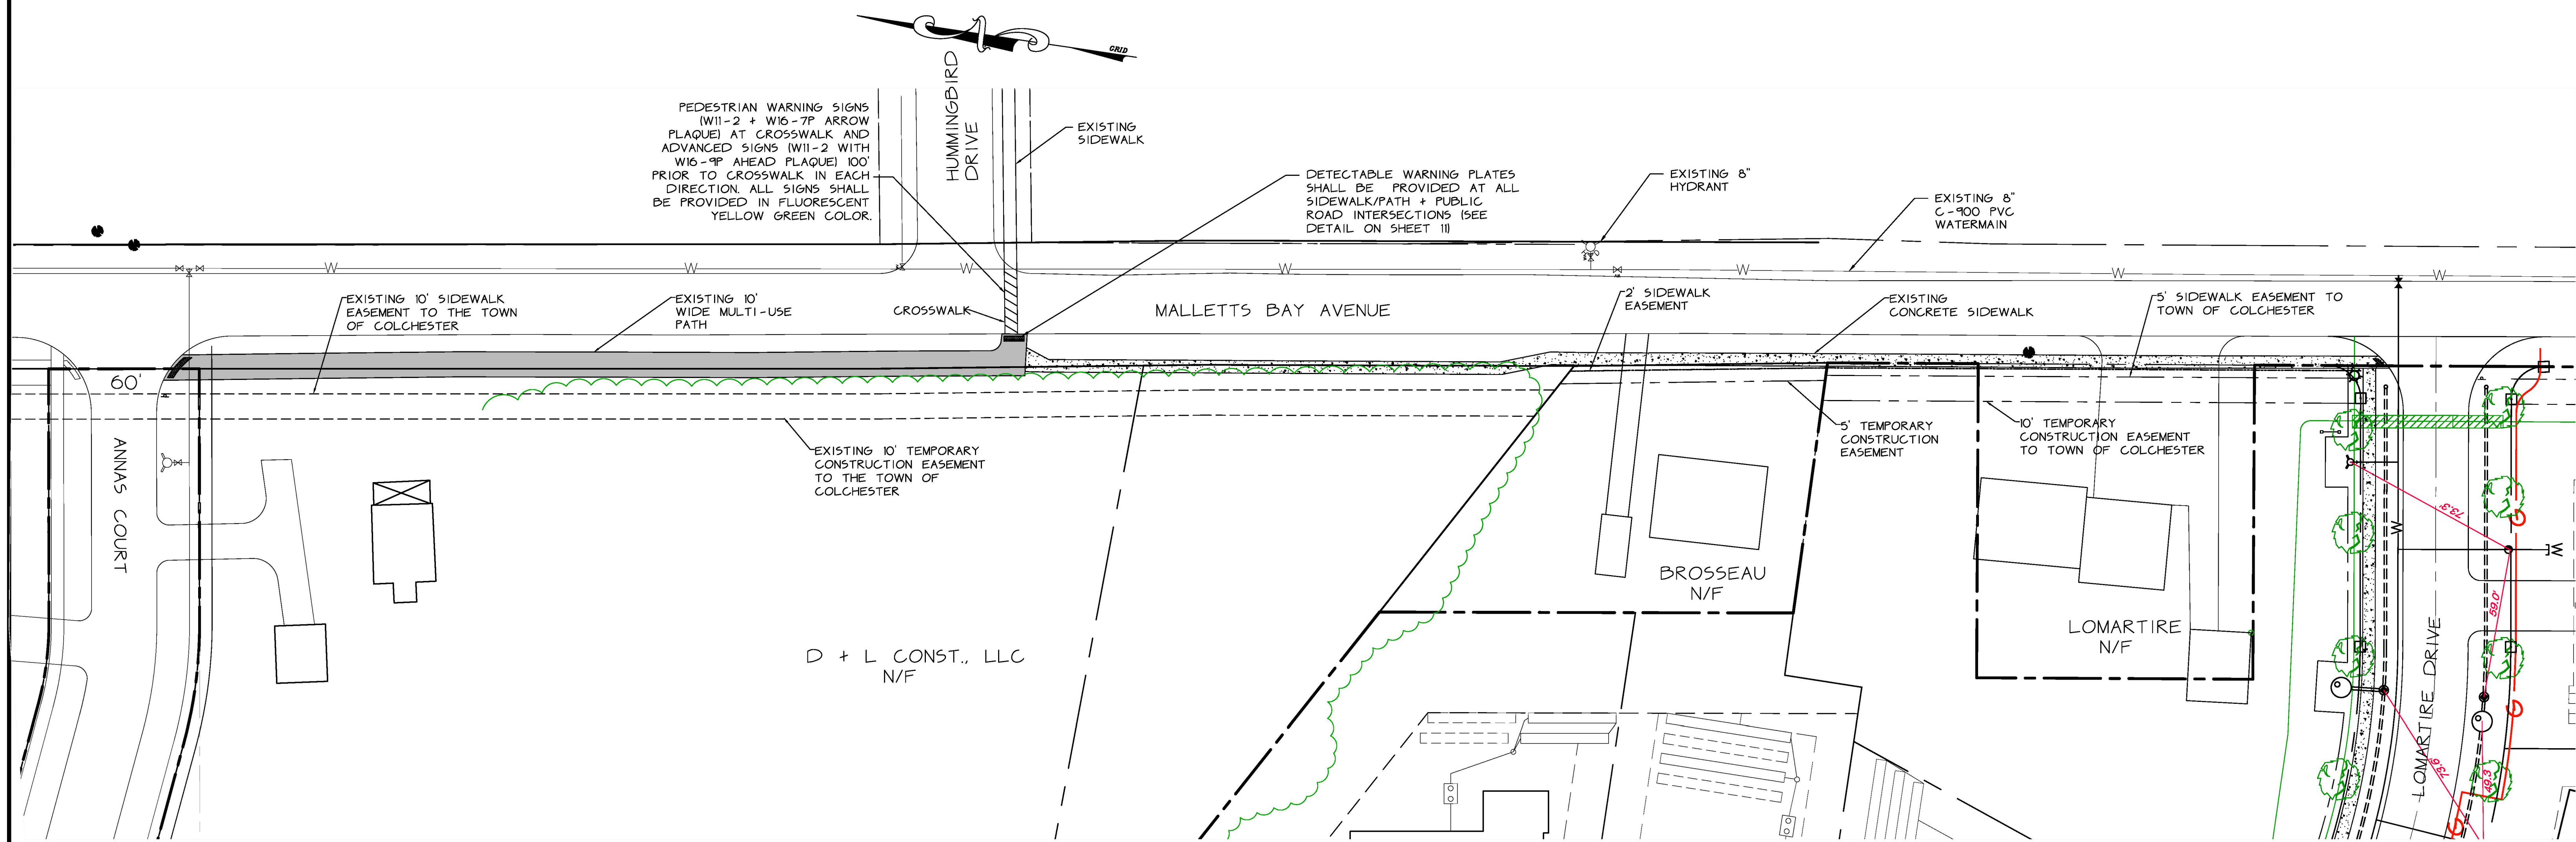 GRID
HUMMINGBIRD
DRIVE
PEDESTRIAN WARNING SIGNS
(W11-2 + W16-7P ARROW
PLAQUE) AT CROSSWALK AND
ADVANCED SIGNS (W11-2 WITH
W16-9P AHEAD PLAQUE) 100'
PRIOR TO CROSSWALK IN EACH
DIRECTION. ALL SIGNS SHALL
BE PROVIDED IN FLUORESCENT
YELLOW GREEN COLOR.
EXISTING
SIDEWALK
DETECTABLE WARNING PLATES
SHALL BE PROVIDED AT ALL
SIDEWALK/PATH + PUBLIC
ROAD INTERSECTIONS (SEE
DETAIL ON SHEET 11)
EXISTING 8"
HYDRANT
EXISTING 8"
C-900 PVC
WATERMAIN
W
W
W
W
W
W
W
EXISTING 10' SIDEWALK
EASEMENT TO THE TOWN
OF COLCHESTER
EXISTING 10'
WIDE MULTI-USE
PATH
CROSSWALK
MALLETTS BAY AVENUE
2' SIDEWALK
EASEMENT
EXISTING
CONCRETE SIDEWALK
5' SIDEWALK EASEMENT TO
TOWN OF COLCHESTER
60'
ANNAS COURT
EXISTING 10' TEMPORARY
CONSTRUCTION EASEMENT
TO THE TOWN OF
COLCHESTER
5' TEMPORARY
CONSTRUCTION
EASEMENT
10' TEMPORARY
CONSTRUCTION EASEMENT
TO TOWN OF COLCHESTER
73.3'
W
W
59.0'
BROSSEAU
N/F
LOMARTIRE
N/F
D + L CONST., LLC
N/F
LOMARTIRE DRIVE
73.6'
49.3